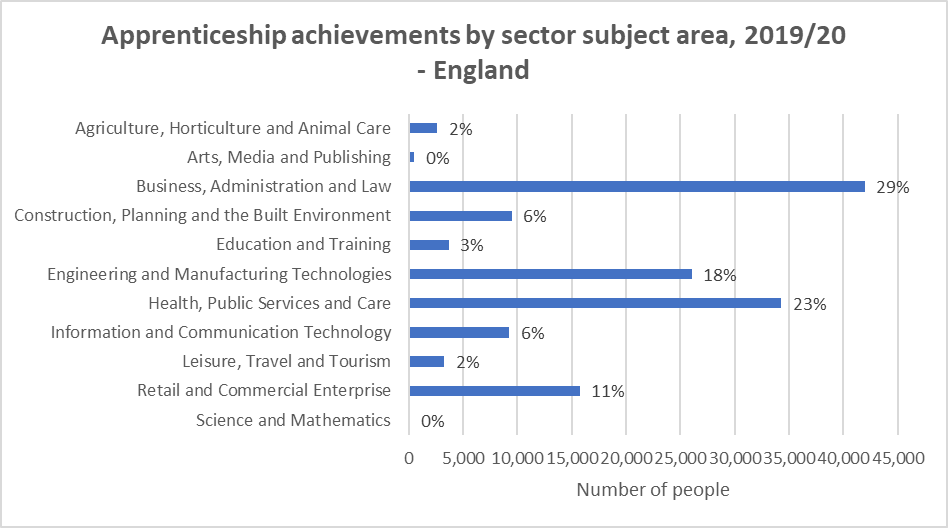 Apprenticeship achievements by sector subject area, 2019/20
- England
Agriculture, Horticulture and Animal Care 2%
Arts, Media and Publishing 0%
Business, Administration and Law 29%
Construction, Planning and the Built Environment 6%
Education and Training 3%
Engineering and Manufacturing Technologies 18%
Health, Public Services and Care 23%
Information and Communication Technology 6%
Leisure, Travel and Tourism 2%
Retail and Commercial Enterprise 11%
Science and Mathematics 0%
0 5,000 10,000 15,000 20,000 25,000 30,000 35,000 40,000 45,000
Number of people